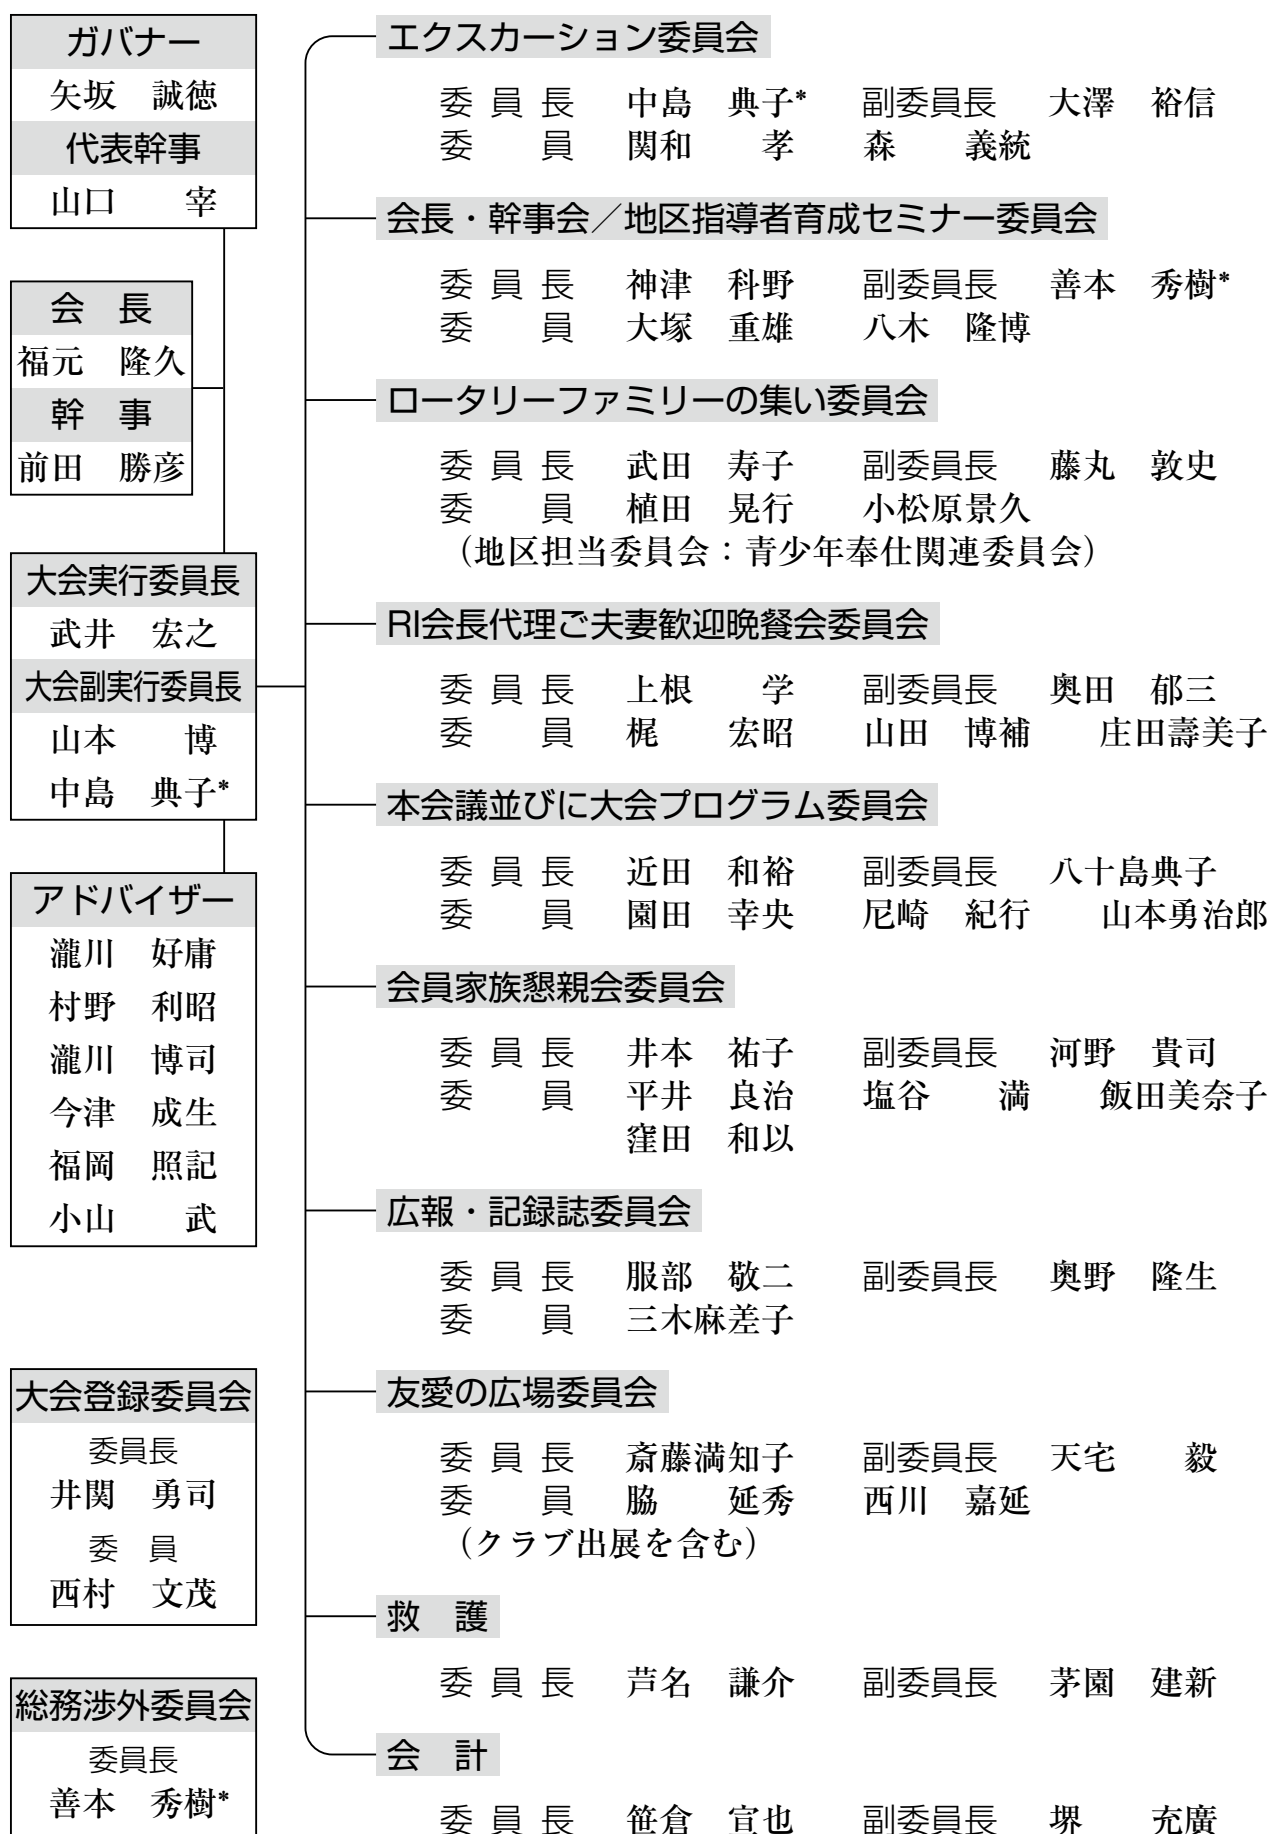 ガバナー
矢坂　誠徳
代表幹事
山口　　宰
会　長
福元　隆久
幹　事
前田　勝彦
大会実行委員長
武井　宏之
大会副実行委員長
山本　　博
中島　典子*
アドバイザー
瀧川　好庸
村野　利昭
瀧川　博司
今津　成生
福岡　照記
小山　　武
大会登録委員会
委員長
井関　勇司
委　員
西村　文茂
総務渉外委員会
委員長
善本　秀樹*
エクスカーション委員会
委 員 長　中島　典子*　副委員長　大澤　裕信
委　　員　関和　　孝　森　　義統
会長・幹事会／地区指導者育成セミナー委員会
委 員 長　神津　科野　副委員長　善本　秀樹*
委　　員　大塚　重雄　八木　隆博
ロータリーファミリーの集い委員会
委 員 長　武田　寿子　副委員長　藤丸　敦史
委　　員　植田　晃行　小松原景久
（地区担当委員会：青少年奉仕関連委員会）
RI会長代理ご夫妻歓迎晩餐会委員会
委 員 長　上根　　学　副委員長　奥田　郁三
委　　員　梶　　宏昭　山田　博補　庄田壽美子
本会議並びに大会プログラム委員会
委 員 長　近田　和裕　副委員長　八十島典子
委　　員　園田　幸央　尼崎　紀行　山本勇治郎
会員家族懇親会委員会
委 員 長　井本　祐子　副委員長　河野　貴司
委　　員　平井　良治　塩谷　　満　飯田美奈子
窪田　和以
広報・記録誌委員会
委 員 長　服部　敬二　副委員長　奥野　隆生
委　　員　三木麻差子
友愛の広場委員会
委 員 長　斎藤満知子　副委員長　天宅　　毅
委　　員　脇　　延秀　西川　嘉延
（クラブ出展を含む）
救　護
委 員 長　芦名　謙介　副委員長　茅園　建新
会　計
委 員 長　笹倉　宣也　副委員長　堺　　充廣